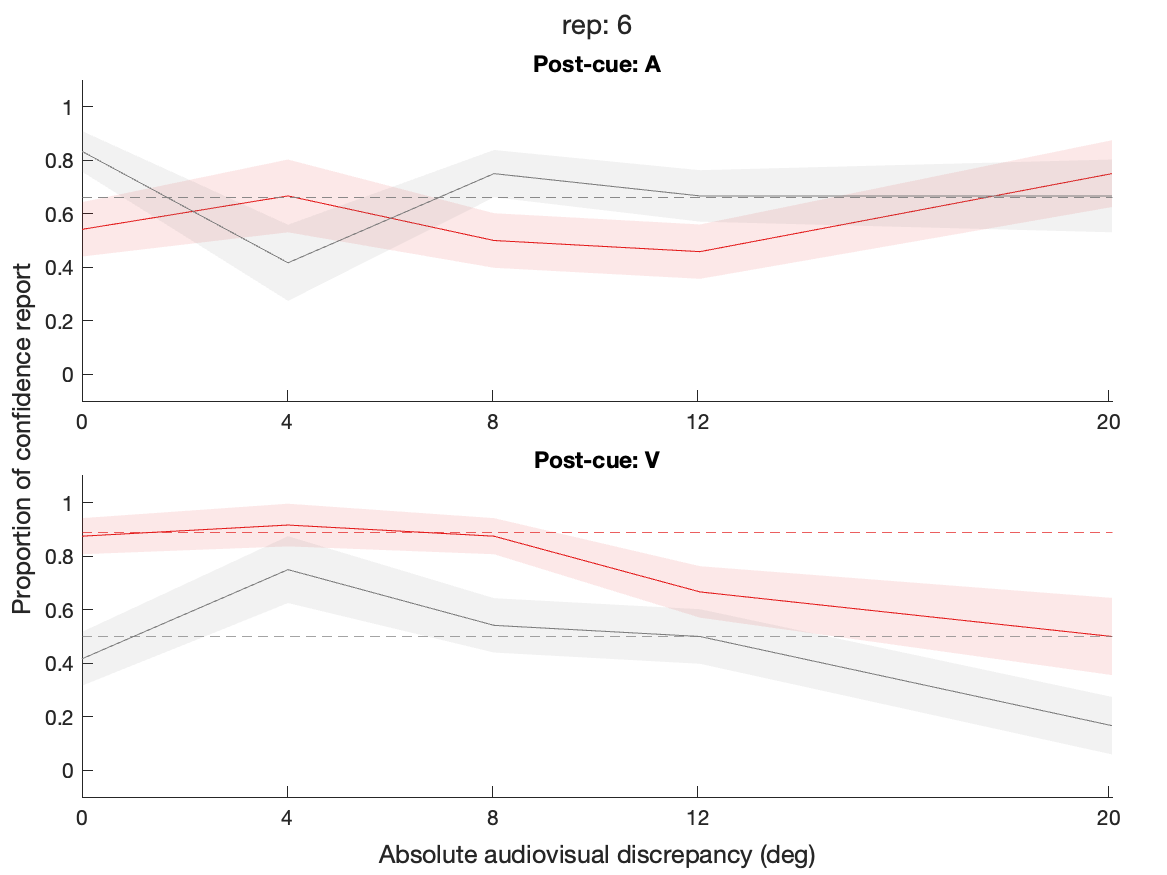 rep: 6
Post-cue: A
1
0.8
0.6
0.4
0.2
0
0 4 8 12 20
Proportion of confidence report
Post-cue: V
1
0.8
0.6
0.4
0.2
0
0 4 8 12 20
Absolute audiovisual discrepancy (deg)